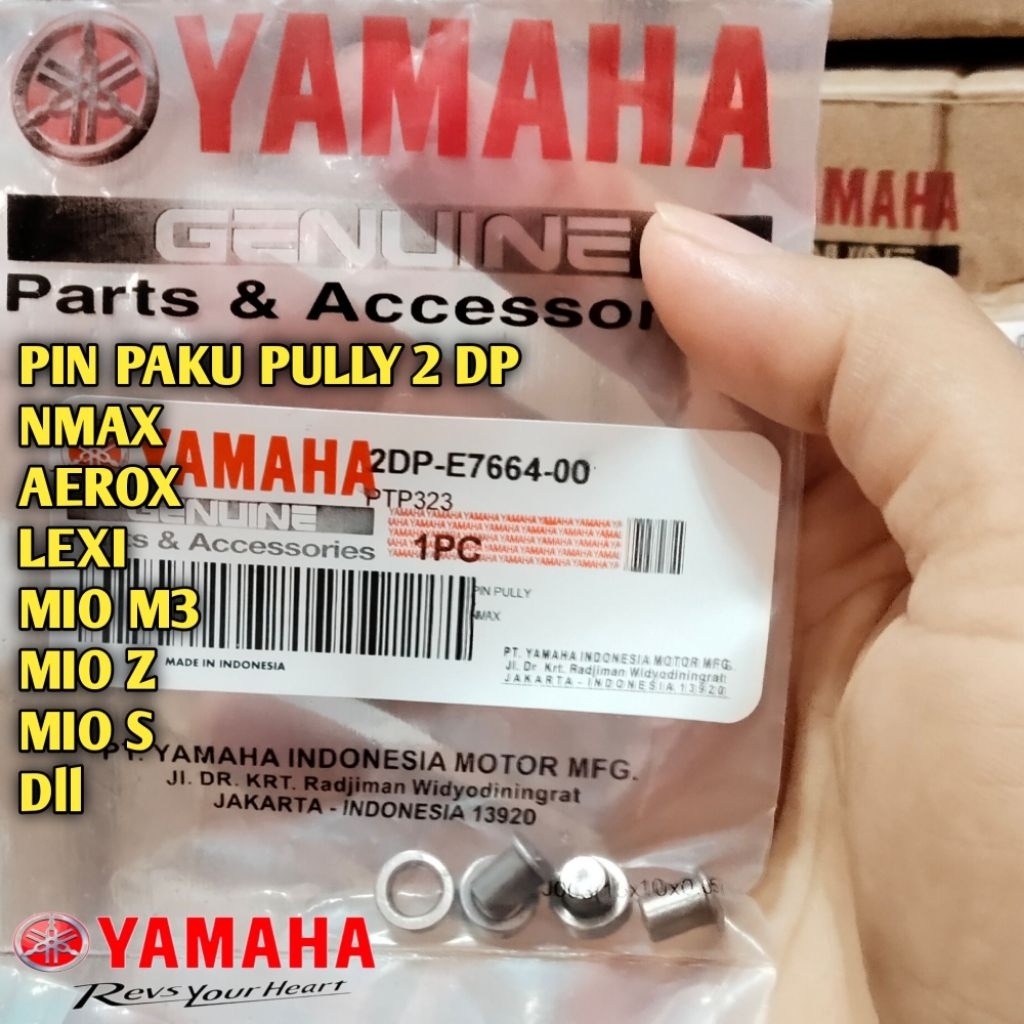 YAMAHA
GENUINE
Parts & Accessor
MAHA
PIN PAKU PULLY 2 DP
NMAX
AEROX
LEXI
MIO M3
MIO Z
MIO S
Dll
YAMAHA
GENUINE
ts & Accessories
2DP-E7664-00
PTP323
1PC
PIN PULLY
NMAX
MADE IN INDONESIA
PT. YAMAHA INDONESIA MOTOR MFG.
Jl. Dr. Krt. Radjiman Widyodiningrat
JAKARTA - INDONESIA 13920
PT. YAMAHA INDONESIA MOTOR MFG.
Jl. DR. KRT. Radjiman Widyodiningrat
JAKARTA - INDONESIA 13920
YAMAHA
Revs Your Heart